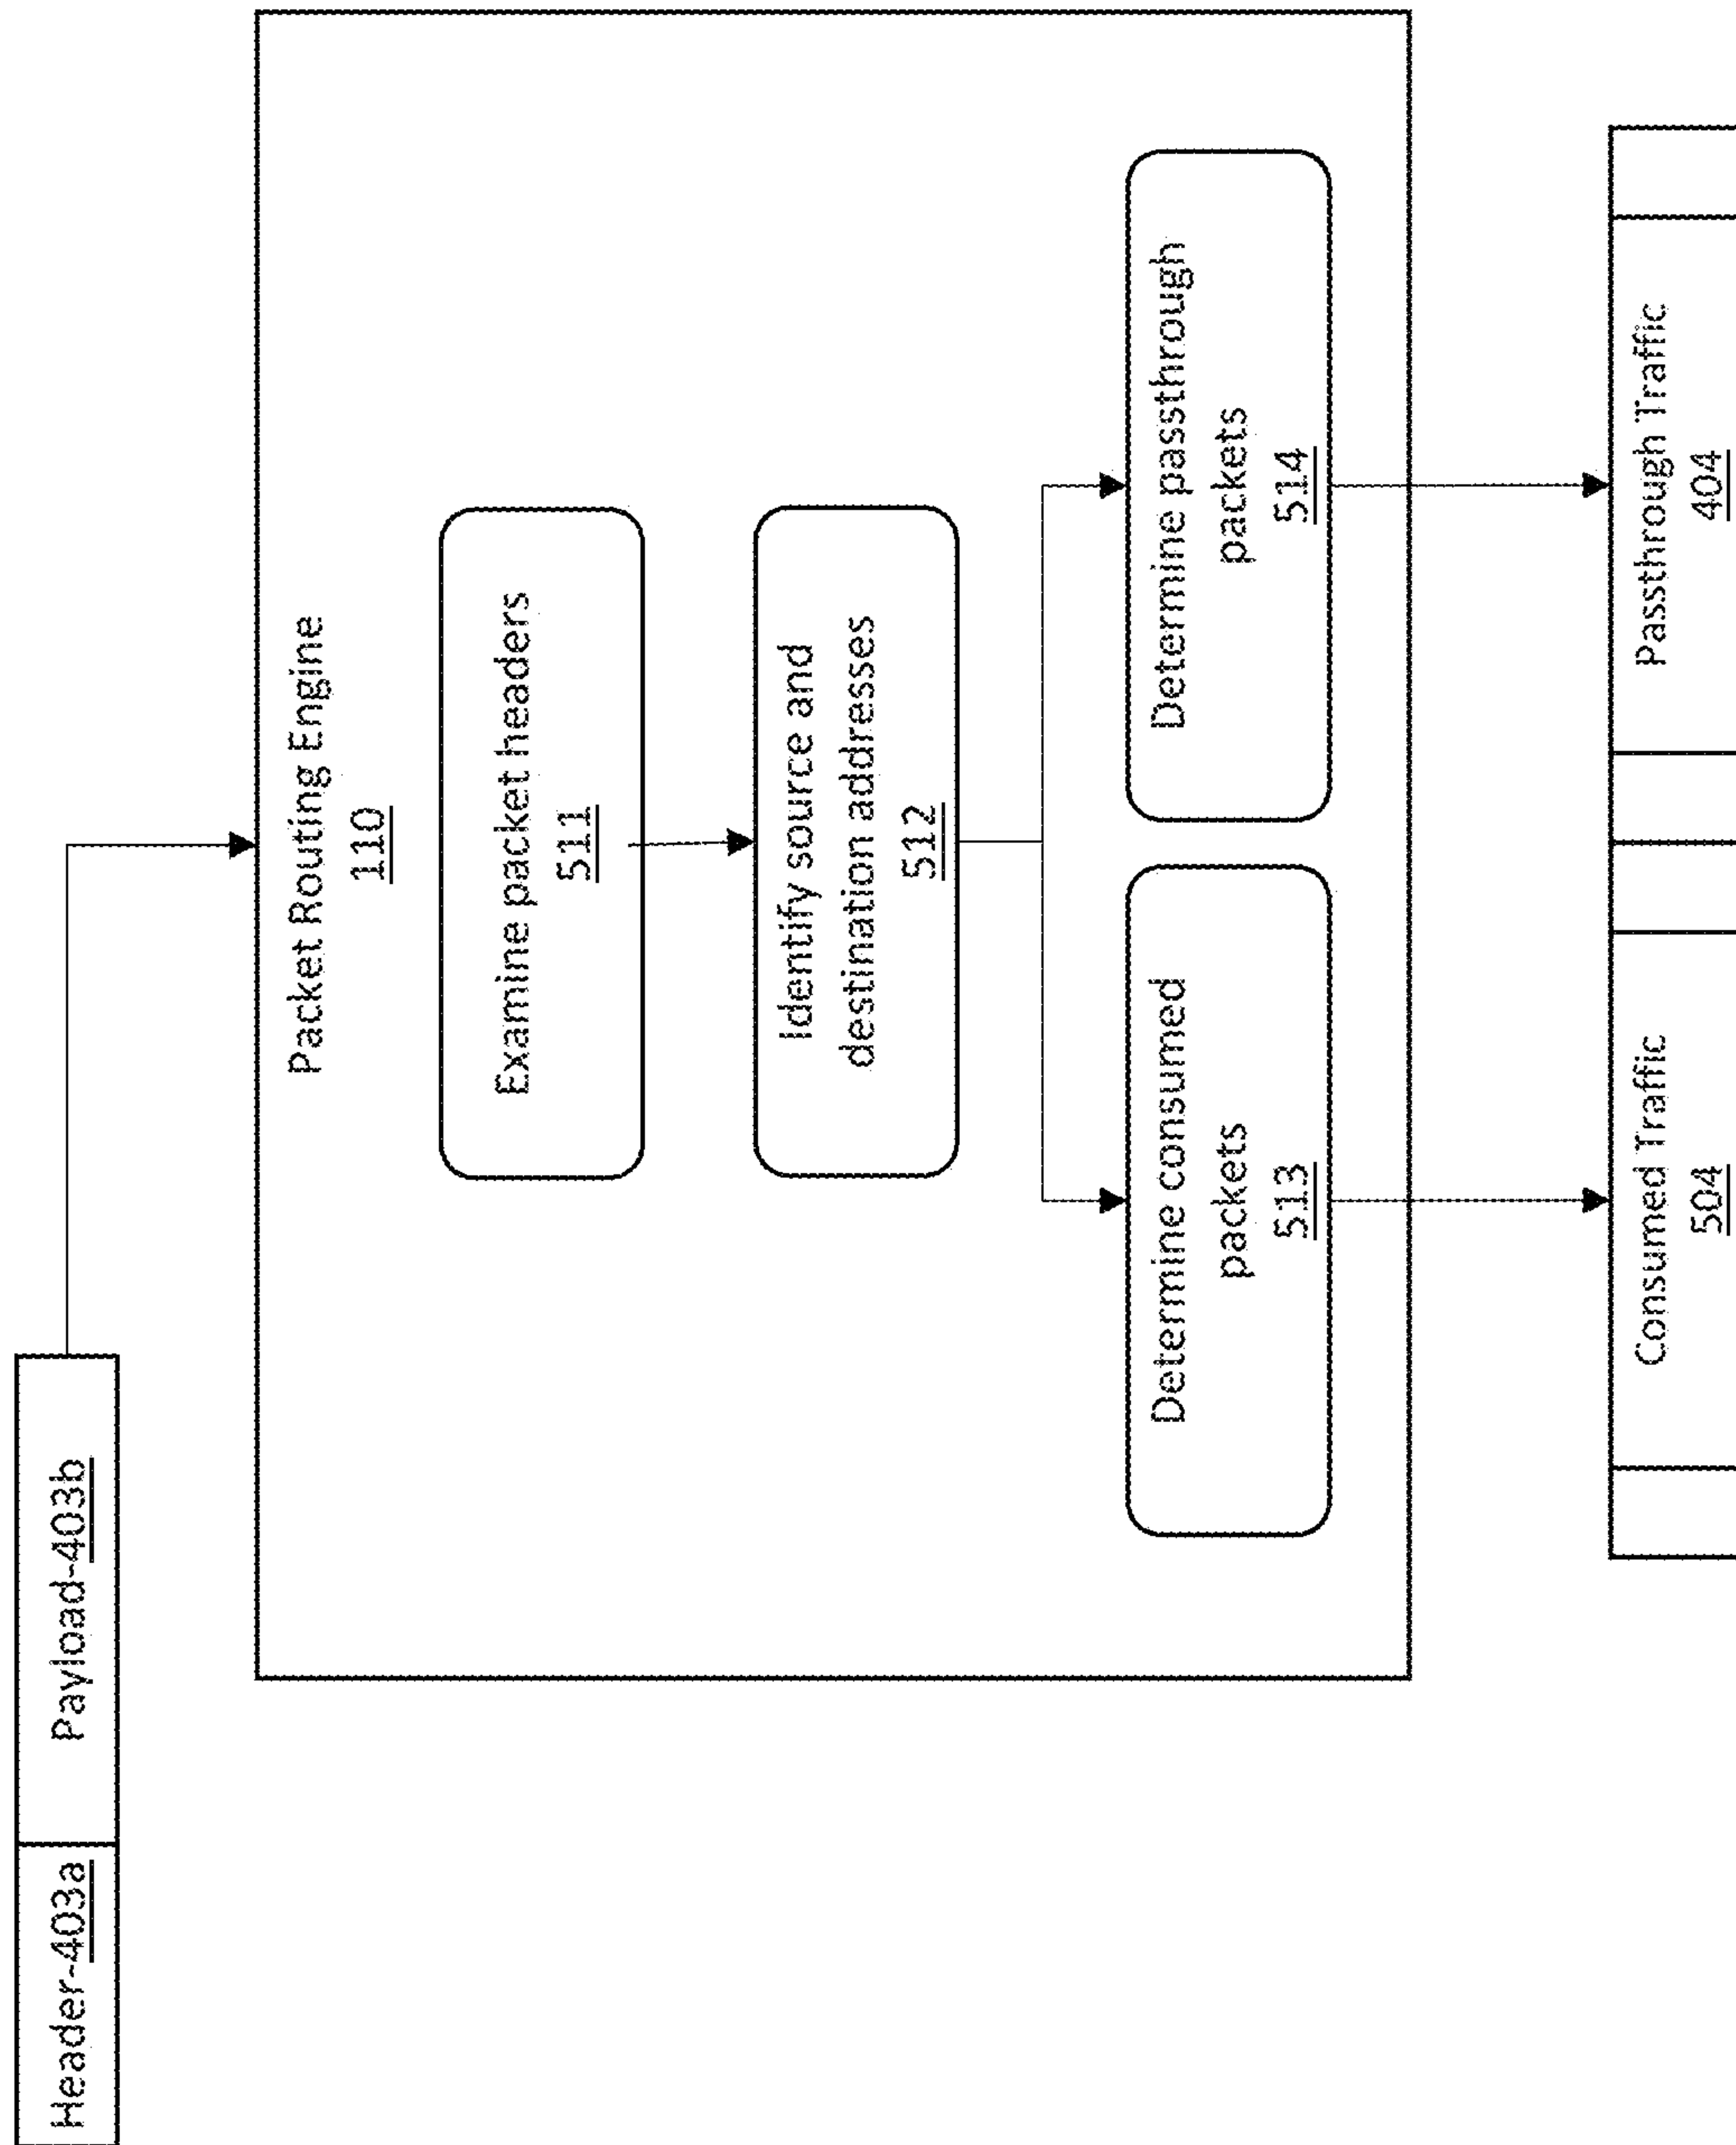 Header-403a
Payload-403b
Packet Routing Engine
110
Examine packet headers
511
Identify source and
destination addresses
512
Determine consumed
packets
513
Determine passthrough
packets
514
Consumed Traffic
504
Passthrough Traffic
404